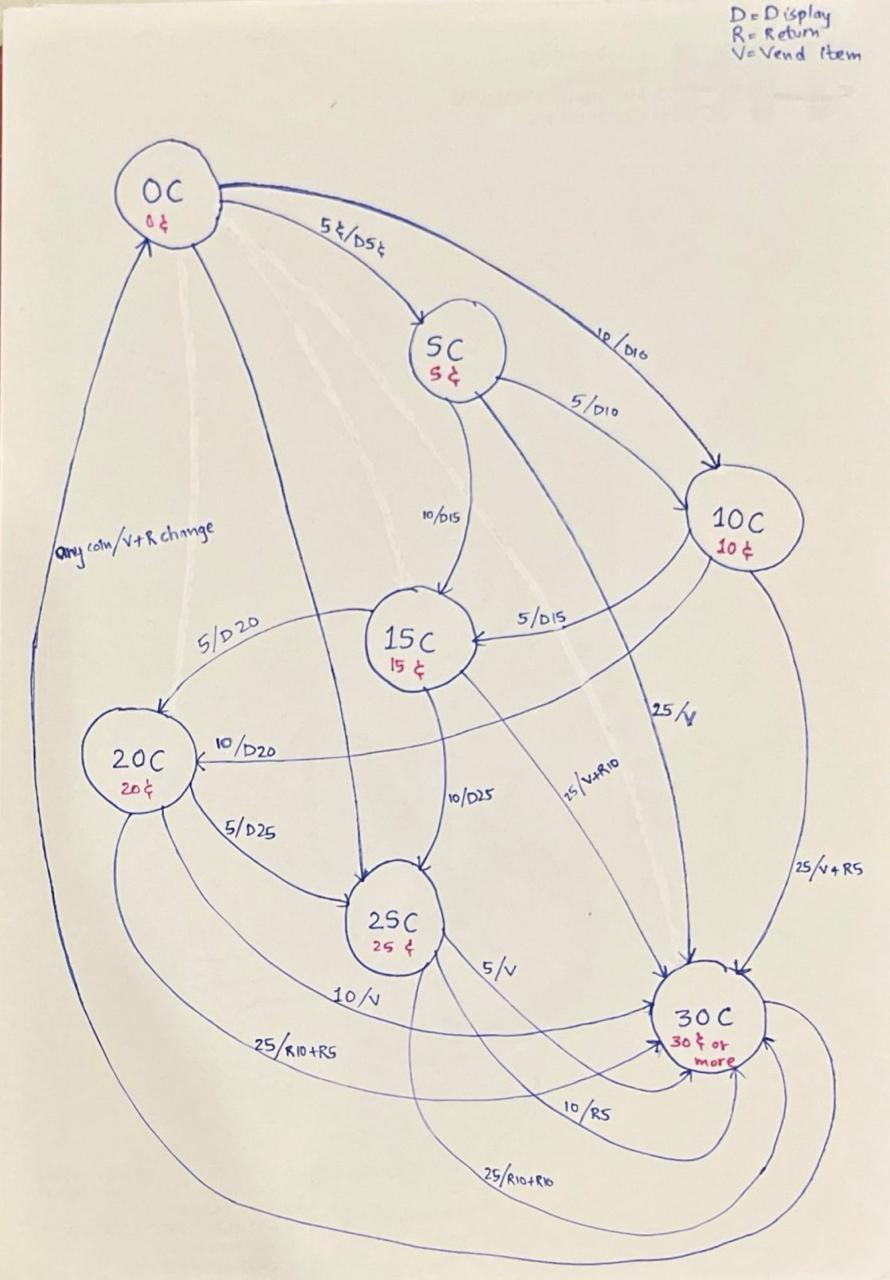 D=Display
R=Return
V=Vend Item
0C
0¢
5¢/D5¢
10/D10
5C
5¢
5/D10
10C
10¢
10/D15
any coin/V+R change
5/D15
15C
15¢
5/D20
25/V
10/D20
20C
20¢
25/V+R10
10/D25
5/D25
25/V+R5
25C
25¢
5/V
10/V
30C
30¢ or
more
25/R10+R5
10/R5
25/R10+R10